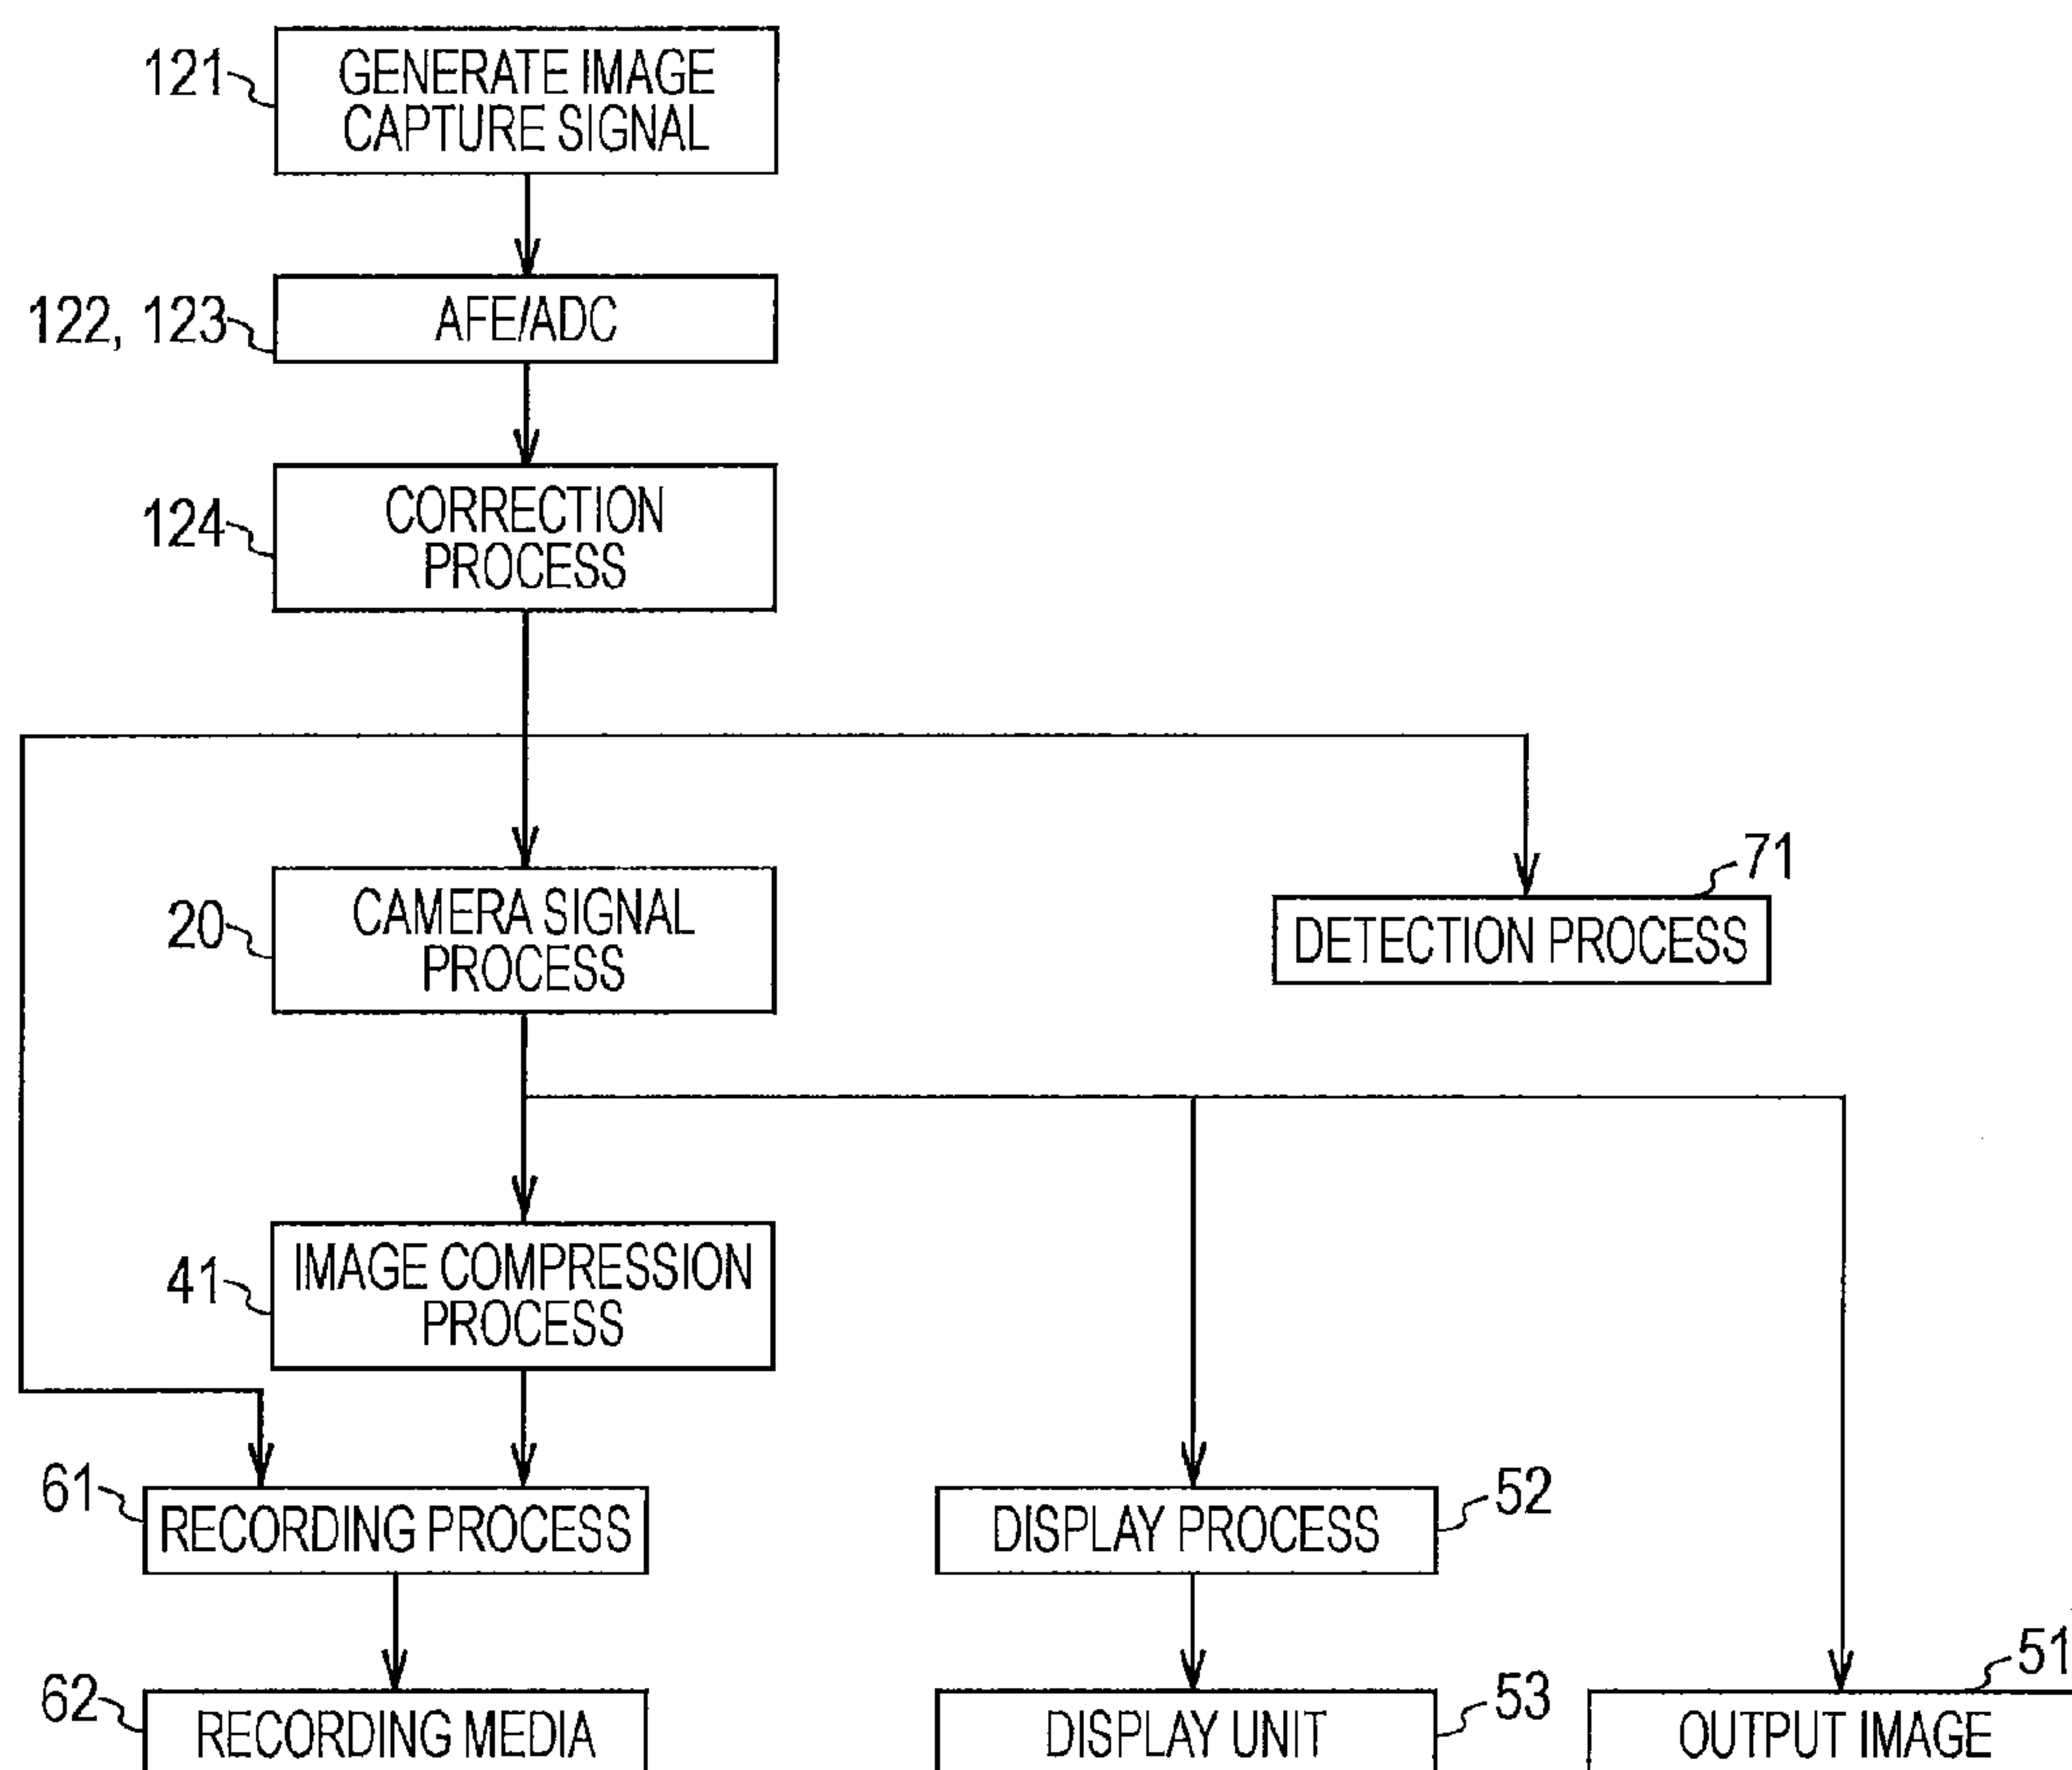 121
GENERATE IMAGE
CAPTURE SIGNAL
122, 123
AFE/ADC
124
CORRECTION
PROCESS
20
CAMERA SIGNAL
PROCESS
71
DETECTION PROCESS
41
IMAGE COMPRESSION
PROCESS
61
RECORDING PROCESS
DISPLAY PROCESS
52
62
RECORDING MEDIA
DISPLAY UNIT
53
51
OUTPUT IMAGE